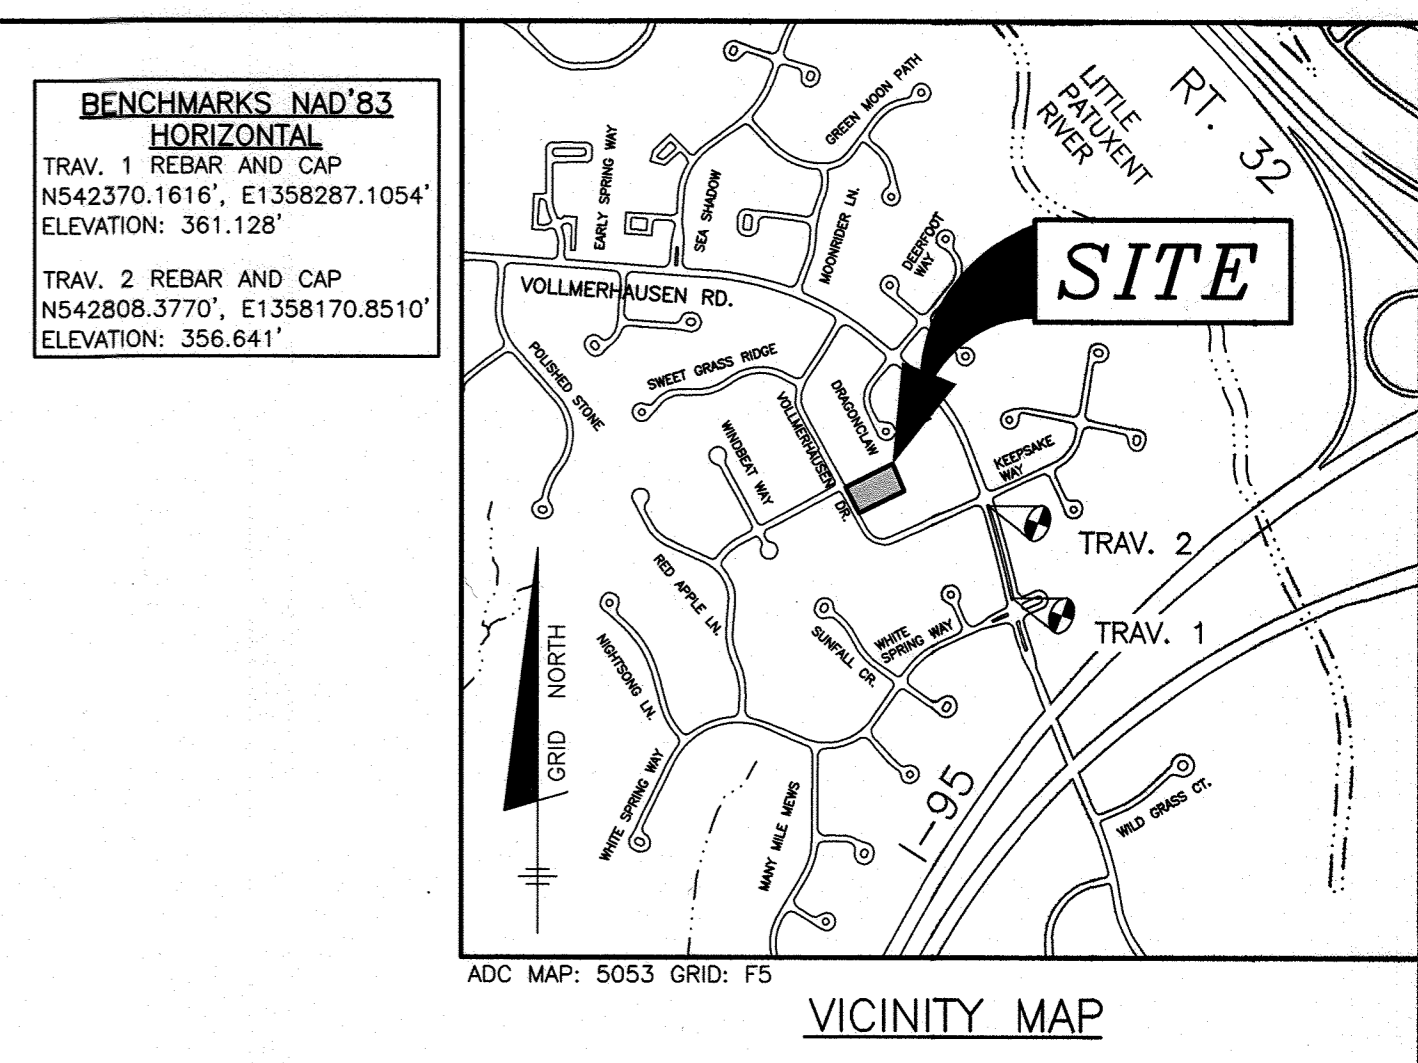 BENCHMARKS NAD'83
HORIZONTAL
TRAV. 1 REBAR AND CAP
N542370.1616', E1358287.1054'
ELEVATION: 361.128'
TRAV. 2 REBAR AND CAP
N542808.3770', E1358170.8510'
ELEVATION: 356.641'
GREEN MOON PATH
LITTLE
PATUXENT
RIVER
RT. 32
EARLY SPRING WAY
SEA SHADOW
MOONRIDER LN.
DEERFOOT
WAY
SITE
VOLLMERHAUSEN RD.
POLISHED STONE
SWEET GRASS RIDGE
VOLLMERHAUSEN DR.
DRAGONCLAW
WINDBEAT WAY
KEEPSAKE
WAY
TRAV. 2
RED APPLE LN.
TRAV. 1
NIGHTSONG LN.
SUNFALL CR.
WHITE
SPRING WAY
GRID NORTH
WHITE SPRING WAY
MANY MILE MEWS
I-95
WILD GRASS CT.
ADC MAP: 5053 GRID: F5
VICINITY MAP